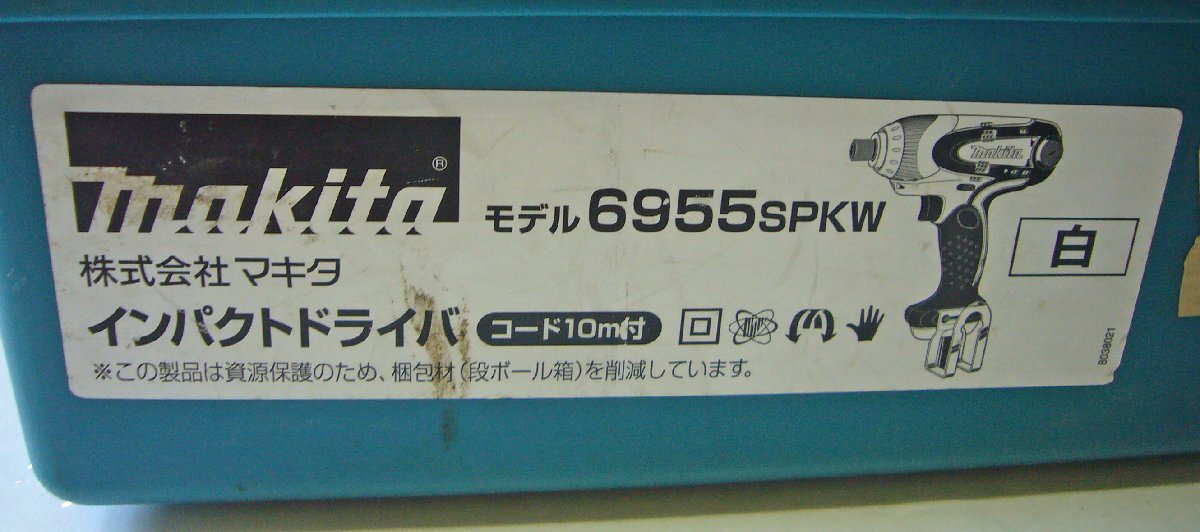 makita®
モデル 6955SPKW
株式会社マキタ
インパクトドライバ コード10m付
※この製品は資源保護のため、梱包材(段ボール箱)を削減しています。
makita
白
8038021